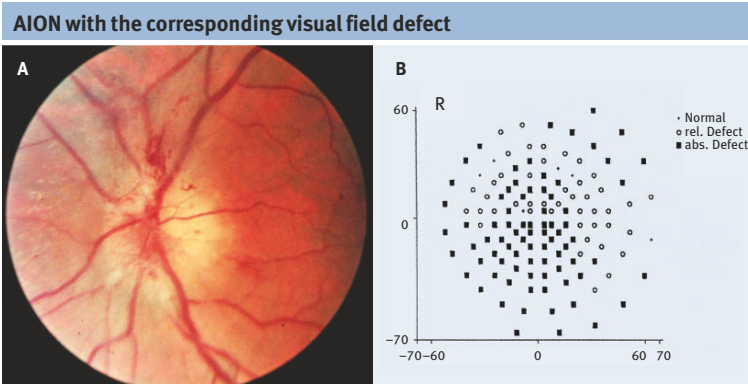 AION with the corresponding visual field defect
A
B
R
Normal
rel. Defect
abs. Defect
60
0
−70
−70−60 0 60 70